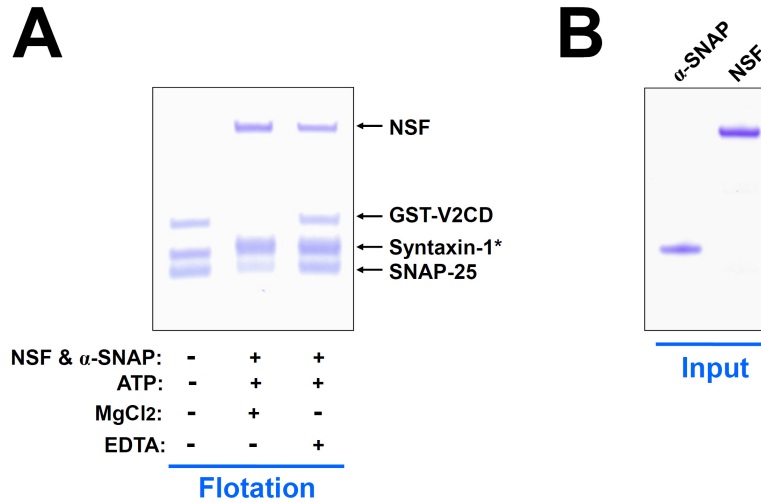 A
B
α-SNAP
NSF
NSF
GST-V2CD
Syntaxin-1*
SNAP-25
NSF & α-SNAP: - + +
ATP: - + +
MgCl2: - + -
EDTA: - - +
Flotation
Input